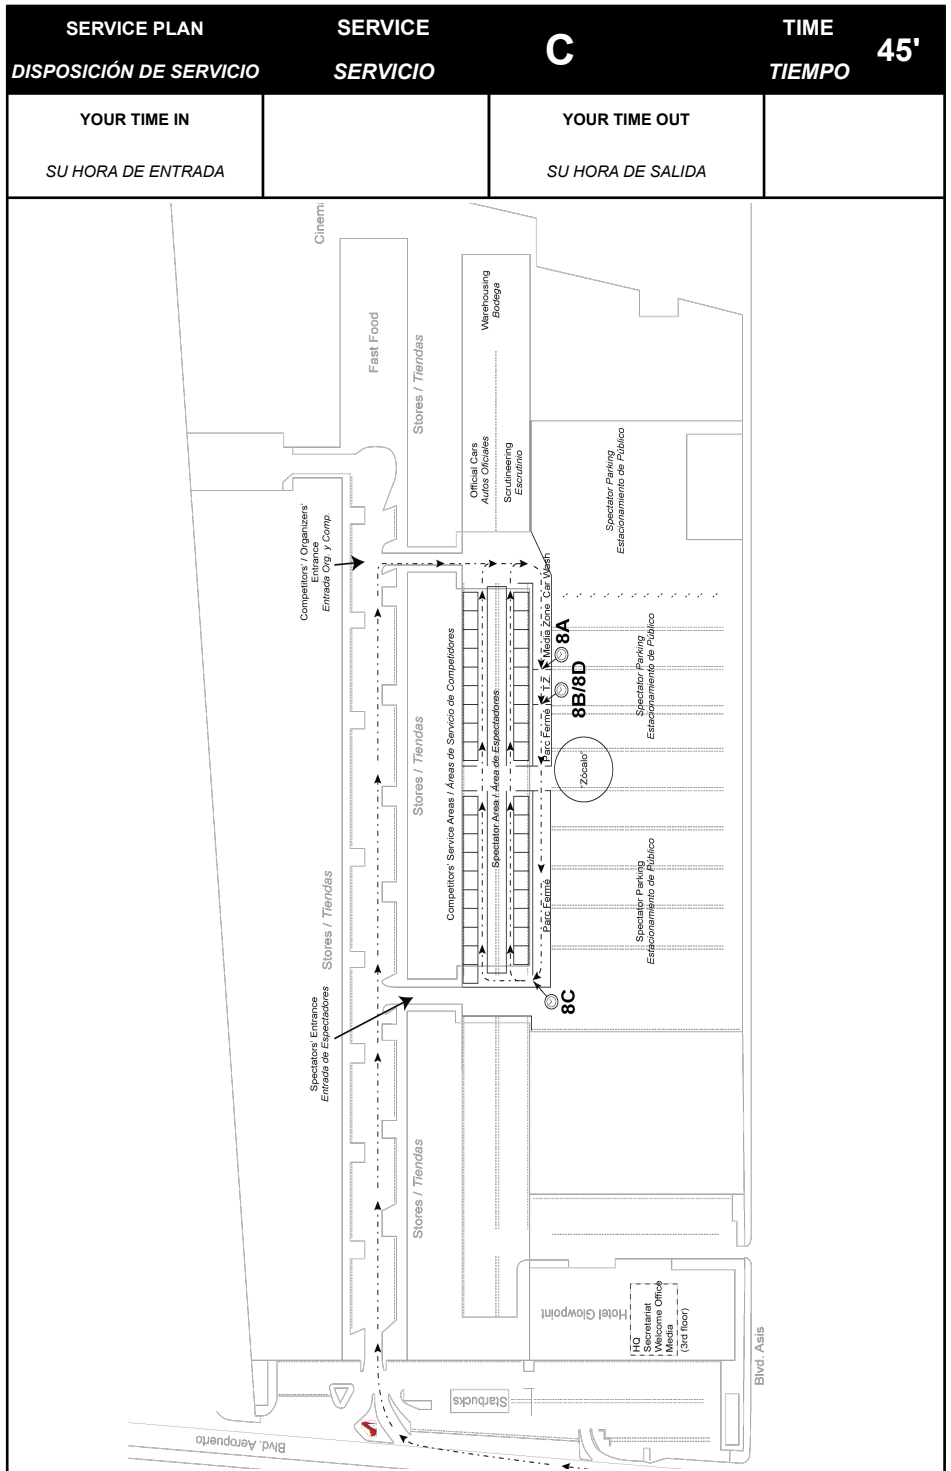 SERVICE PLAN
DISPOSICIÓN DE SERVICIO
SERVICE
SERVICIO
C
TIME
TIEMPO
45'
YOUR TIME IN
SU HORA DE ENTRADA
YOUR TIME OUT
SU HORA DE SALIDA
Fast Food
Stores / Tiendas
Warehousing
Bodega
Official Cars
Autos Oficiales
Scrutineering
Escrutinio
Spectator Parking
Estacionamiento de Público
Competitors' / Organizers'
Entrance
Entrada Org. y Comp.
Car Wash
Media Zone
8A
T.Z.
8B/8D
Parc Fermé
Spectator Parking
Estacionamiento de Público
Competitors' Service Areas / Áreas de Servicio de Competidores
Spectator Area / Área de Espectadores
Stores / Tiendas
"Zócalo"
Stores / Tiendas
Parc Fermé
Spectator Parking
Estacionamiento de Público
8C
Spectators' Entrance
Entrada de Espectadores
Stores / Tiendas
Hotel Glowpoint
HQ
Secretariat
Welcome Office
Media
(3rd floor)
Blvd. Asis
Starbucks
Blvd. Aeropuerto